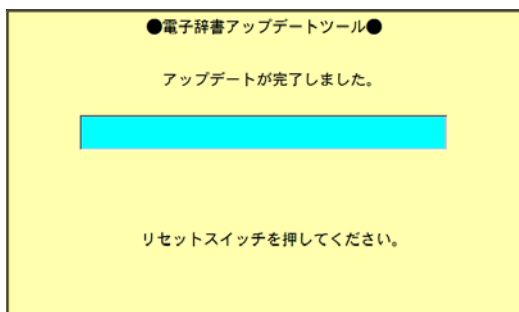 ●電子辞書アップデートツール●
アップデートが完了しました。
リセットスイッチを押してください。